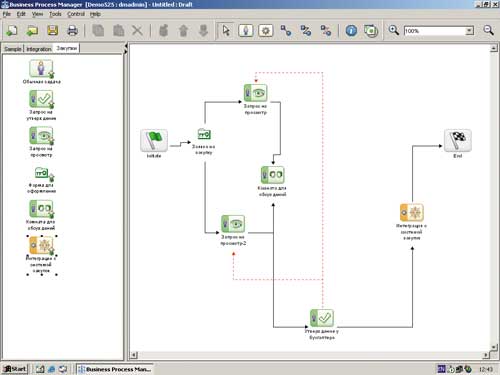 Business Process Manager [Demo525 : dmadmin] - Untitled : Draft
File Edit View Tools Control Help
100%
Sample Integration Закупки
Обычная задача
Запрос на
утверждение
Запрос на
просмотр
Форма для
оформления
Комната для
обсуждений
Интеграция с
системой
закупок
Initiate
Заявка на
закупку
Запрос на
просмотр
Комната для
обсуждений
Запрос на
просмотр2
Утверждение у
бухгалтера
Интеграция с
системой
закупок
End
Start
Business Process Man...
EN
12:43